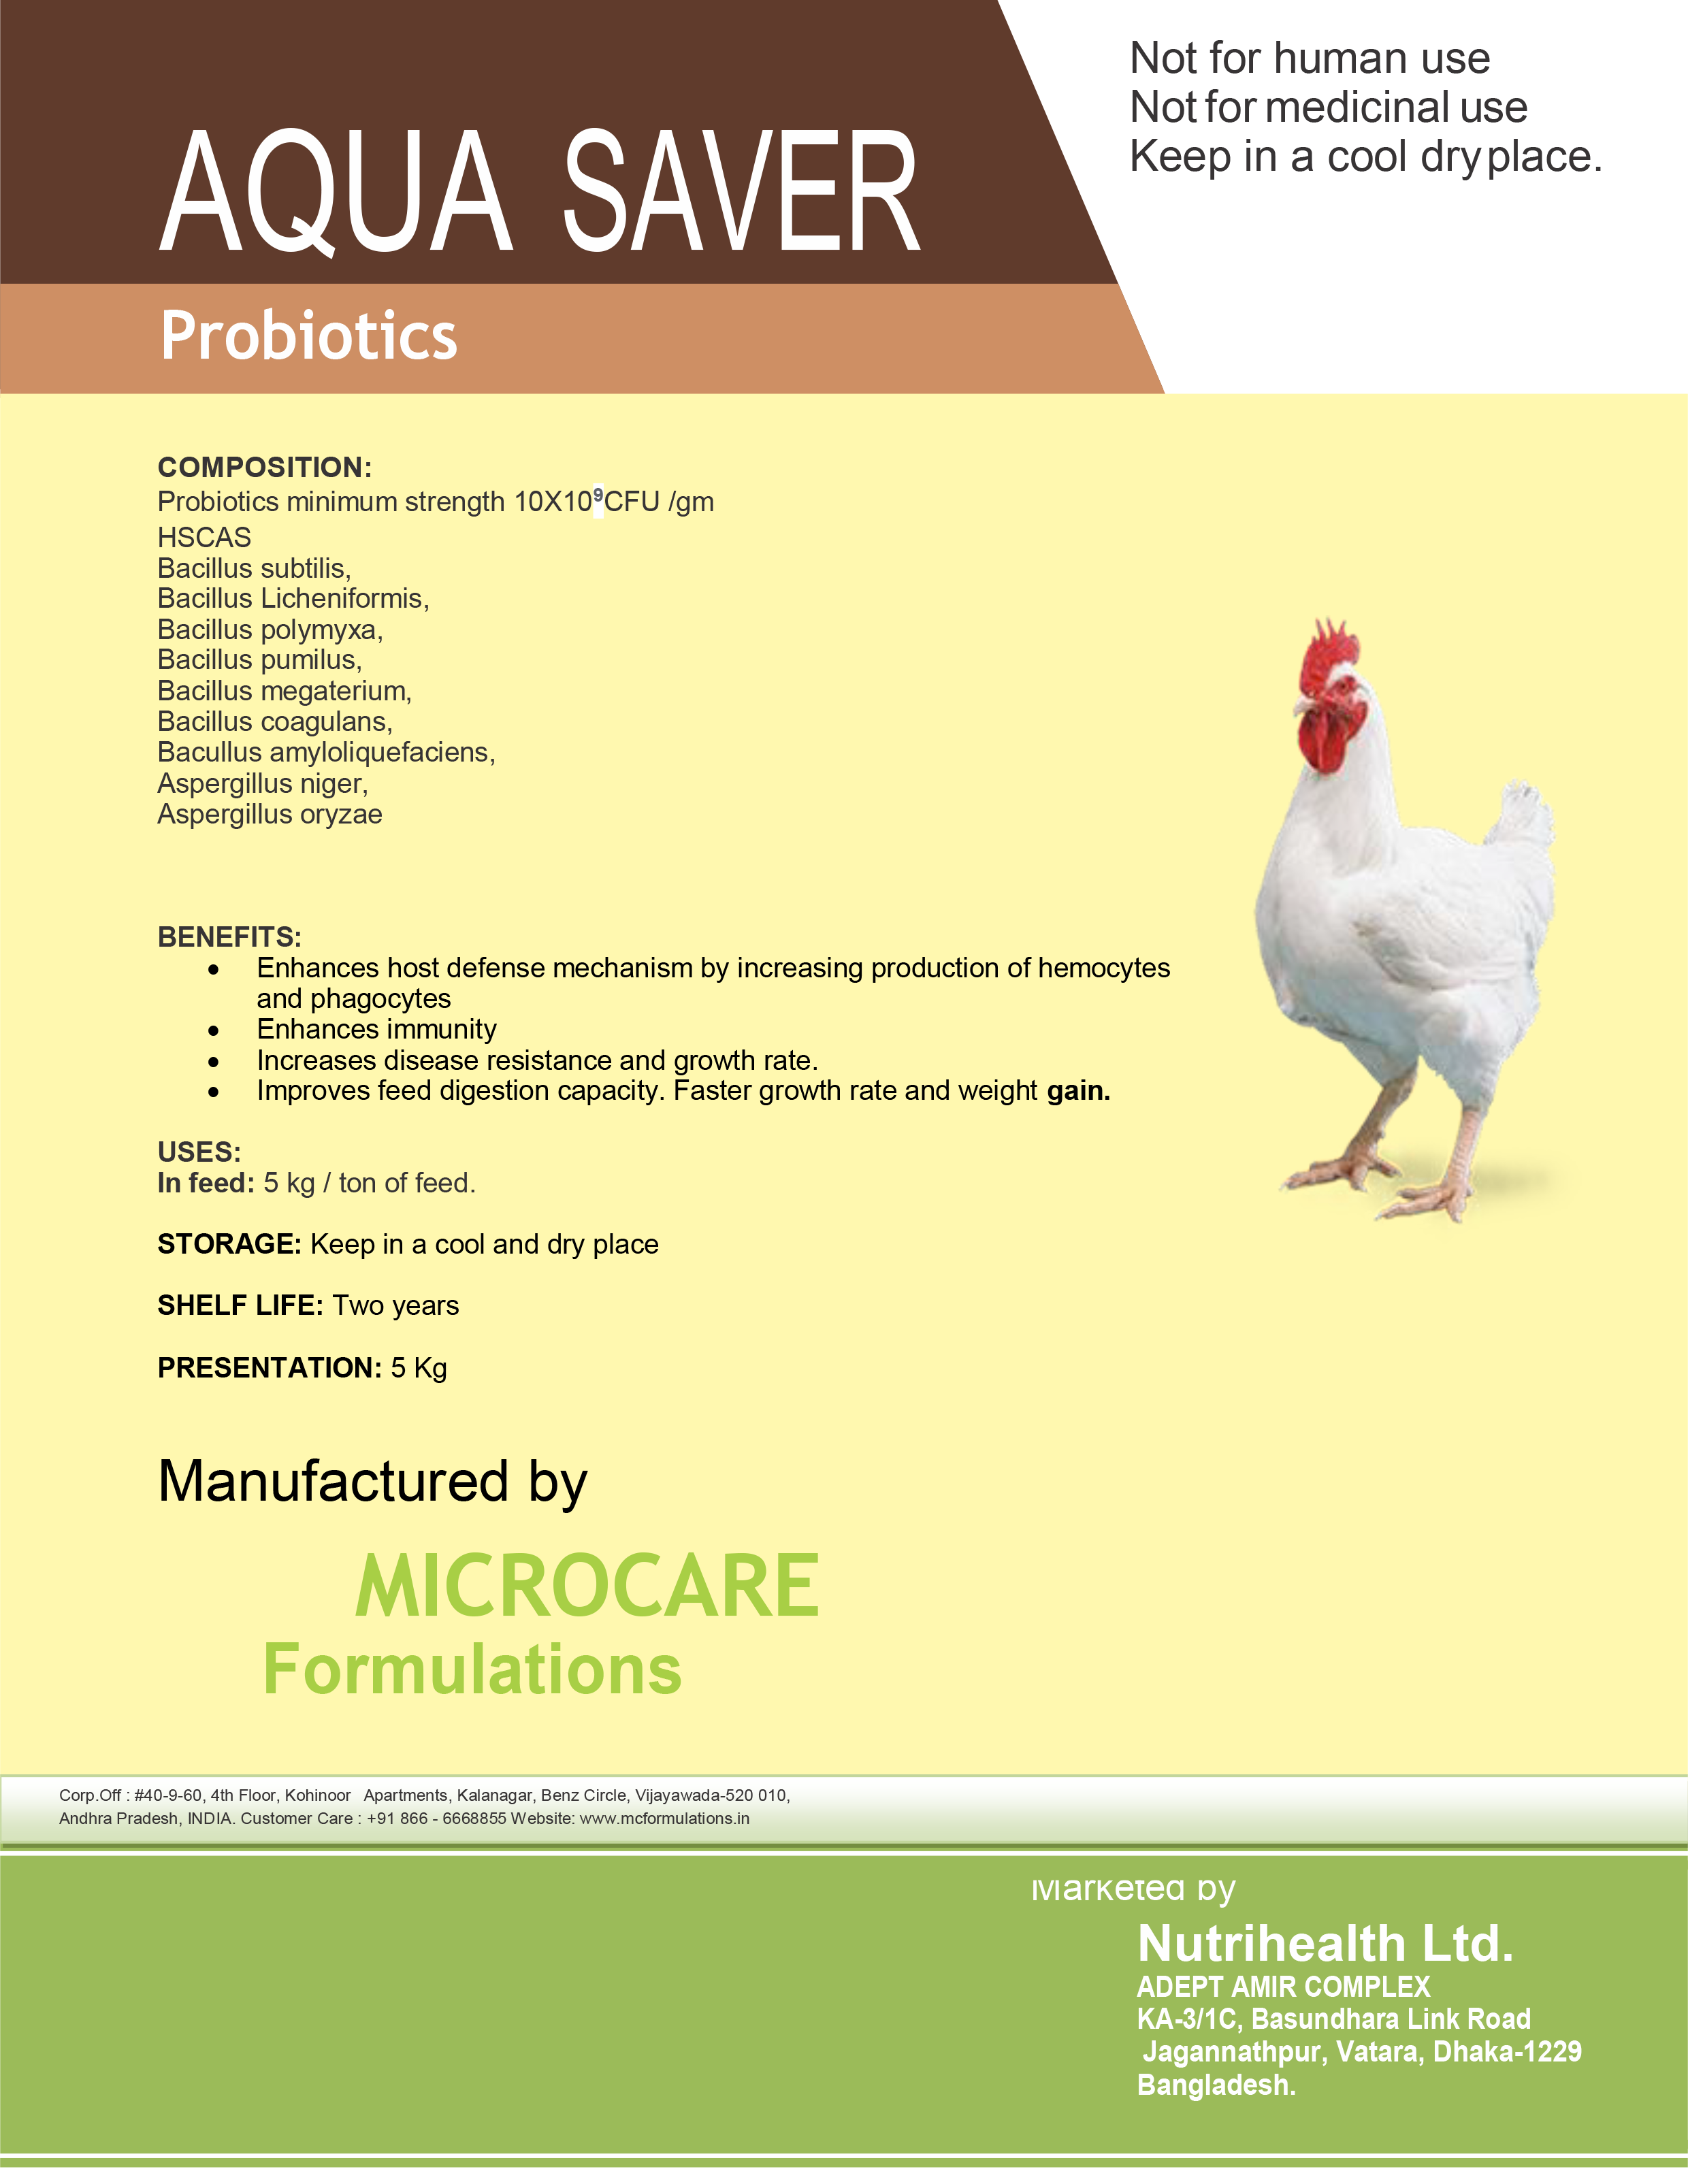 Not for human use
Not for medicinal use
Keep in a cool dry place.
AQUA SAVER
Probiotics
COMPOSITION:
Probiotics minimum strength 10X10⁹CFU /gm
HSCAS
Bacillus subtilis,
Bacillus Licheniformis,
Bacillus polymyxa,
Bacillus pumilus,
Bacillus megaterium,
Bacillus coagulans,
Bacullus amyloliquefaciens,
Aspergillus niger,
Aspergillus oryzae
BENEFITS:
• Enhances host defense mechanism by increasing production of hemocytes
and phagocytes
• Enhances immunity
• Increases disease resistance and growth rate.
• Improves feed digestion capacity. Faster growth rate and weight gain.
USES:
In feed: 5 kg / ton of feed.
STORAGE: Keep in a cool and dry place
SHELF LIFE: Two years
PRESENTATION: 5 Kg
Manufactured by
MICROCARE
Formulations
Corp.Off : #40-9-60, 4th Floor, Kohinoor Apartments, Kalanagar, Benz Circle, Vijayawada-520 010,
Andhra Pradesh, INDIA. Customer Care : +91 866 - 6668855 Website: www.mcformulations.in
Marketed by
Nutrihealth Ltd.
ADEPT AMIR COMPLEX
KA-3/1C, Basundhara Link Road
Jagannathpur, Vatara, Dhaka-1229
Bangladesh.